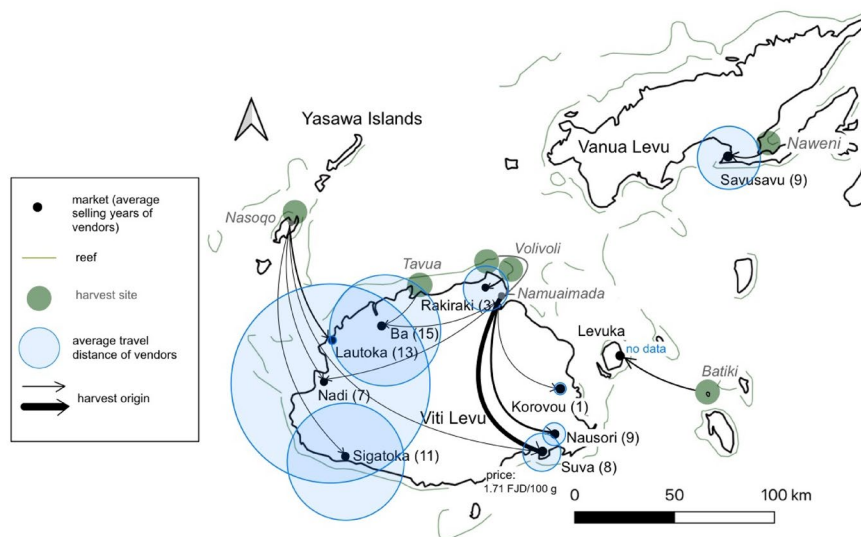 Yasawa Islands
Vanua Levu
Naweni
Savusavu (9)
market (average
selling years of
vendors)
reef
harvest site
average travel
distance of vendors
harvest origin
Nasoqo
Tavua
Volivoli
Rakiraki (3)
Namuaimada
Ba (15)
Lautoka (13)
Levuka
no data
Batiki
Nadi (7)
Korovou (1)
Viti Levu
Nausori (9)
Sigatoka (11)
Suva (8)
price:
1.71 FJD/100 g
0 50 100 km